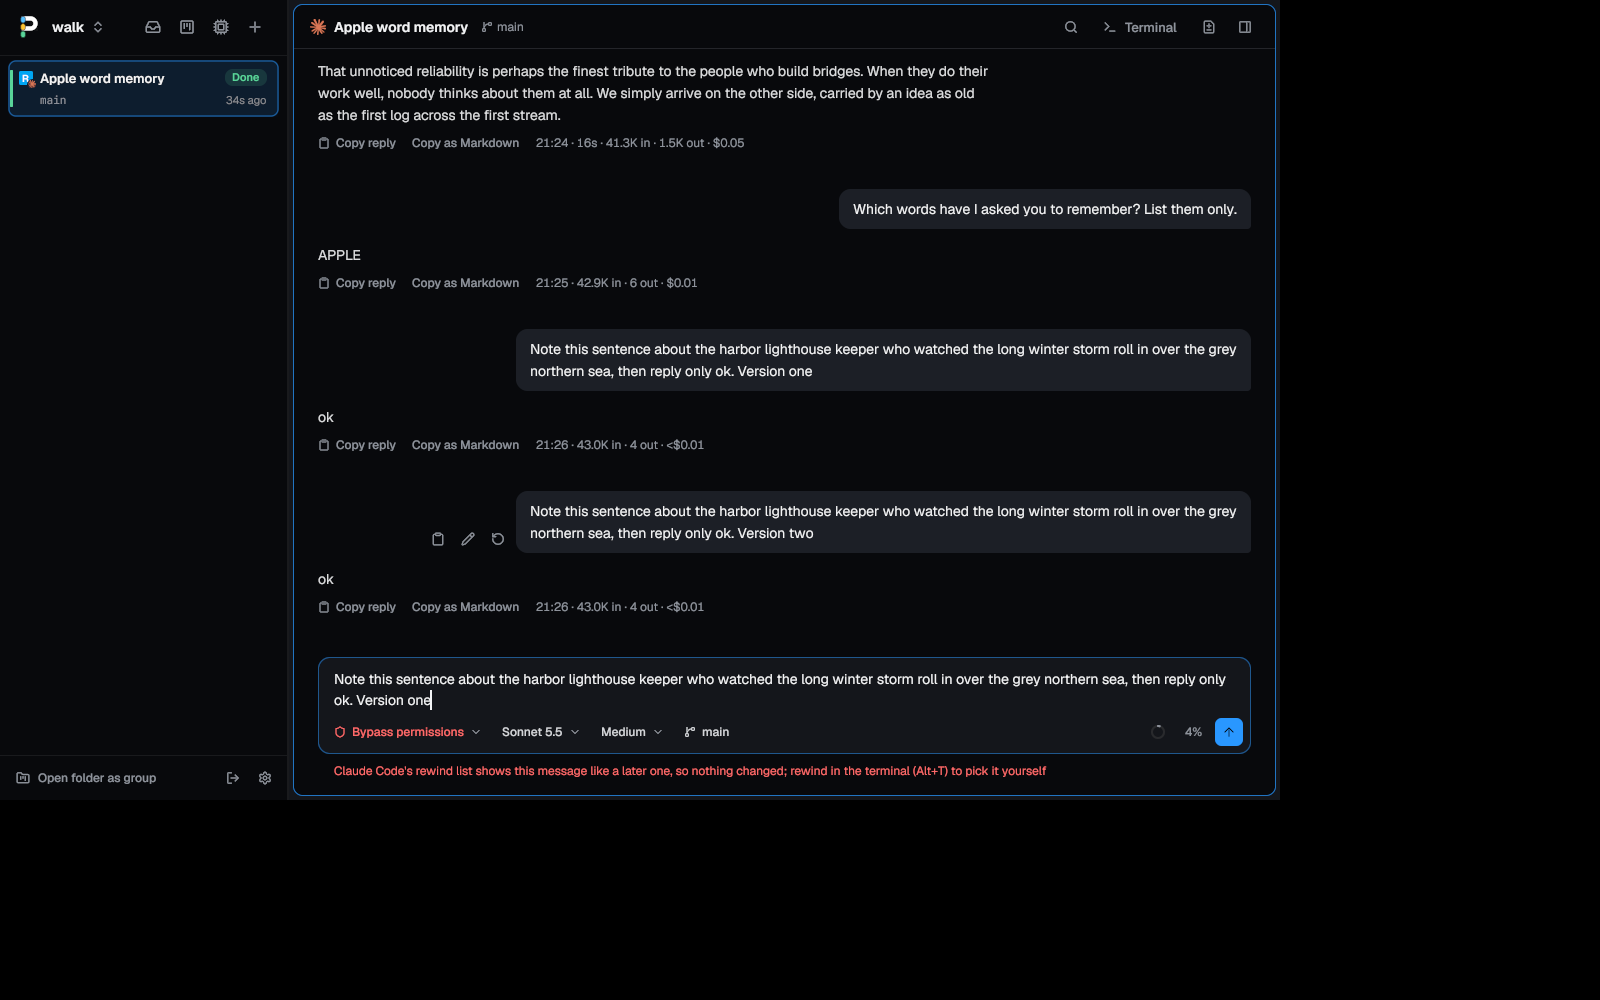 walk
Apple word memory
Done
main
34s ago
Open folder as group
Apple word memory
main
Terminal
That unnoticed reliability is perhaps the finest tribute to the people who build bridges. When they do their
work well, nobody thinks about them at all. We simply arrive on the other side, carried by an idea as old
as the first log across the first stream.
Copy reply Copy as Markdown 21:24 · 16s · 41.3K in · 1.5K out · $0.05
Which words have I asked you to remember? List them only.
APPLE
Copy reply Copy as Markdown 21:25 · 42.9K in · 6 out · $0.01
Note this sentence about the harbor lighthouse keeper who watched the long winter storm roll in over the grey
northern sea, then reply only ok. Version one
ok
Copy reply Copy as Markdown 21:26 · 43.0K in · 4 out · <$0.01
Note this sentence about the harbor lighthouse keeper who watched the long winter storm roll in over the grey
northern sea, then reply only ok. Version two
ok
Copy reply Copy as Markdown 21:26 · 43.0K in · 4 out · <$0.01
Note this sentence about the harbor lighthouse keeper who watched the long winter storm roll in over the grey northern sea, then reply only
ok. Version one
Bypass permissions Sonnet 5.5 Medium main 4%
Claude Code's rewind list shows this message like a later one, so nothing changed; rewind in the terminal (Alt+T) to pick it yourself